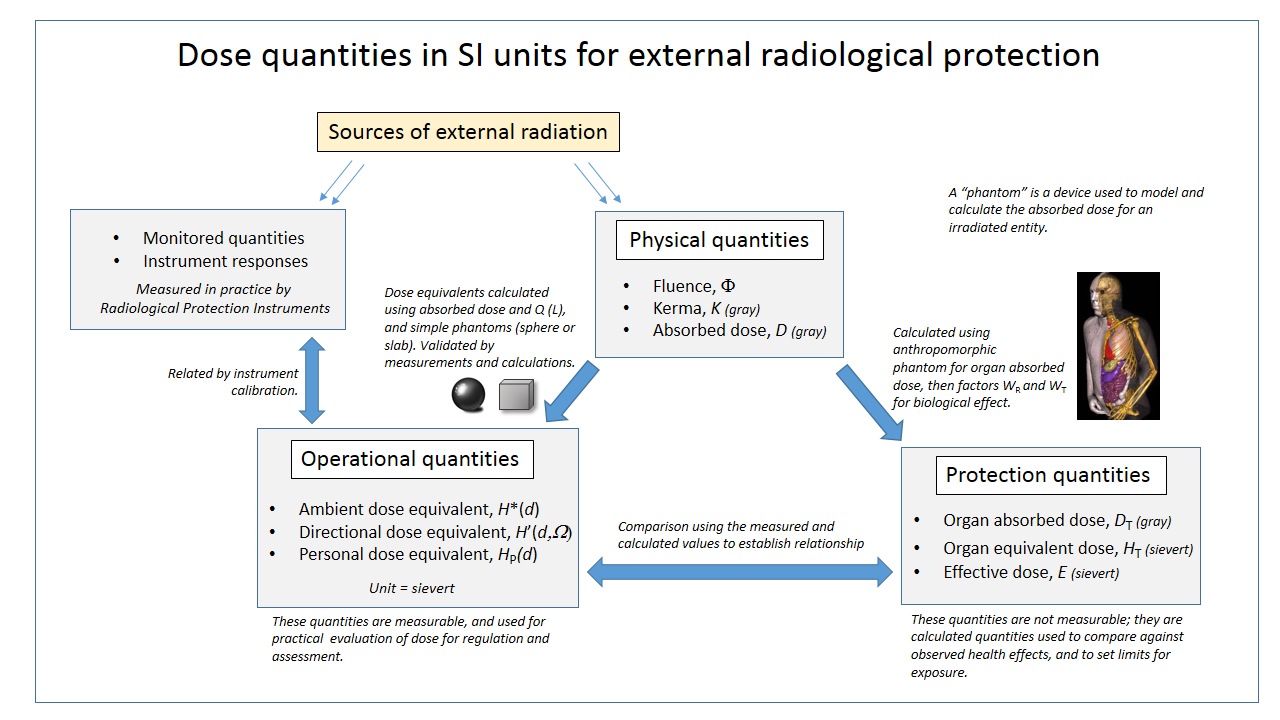 Dose quantities in SI units for external radiological protection
Sources of external radiation
• Monitored quantities
• Instrument responses
Measured in practice by
Radiological Protection Instruments
Physical quantities
• Fluence, Φ
• Kerma, K (gray)
• Absorbed dose, D (gray)
A “phantom” is a device used to model and
calculate the absorbed dose for an
irradiated entity.
Dose equivalents calculated
using absorbed dose and Q (L),
and simple phantoms (sphere or
slab). Validated by
measurements and calculations.
Calculated using
anthropomorphic
phantom for organ absorbed
dose, then factors WR and WT
for biological effect.
Related by instrument
calibration.
Operational quantities
• Ambient dose equivalent, H*(d)
• Directional dose equivalent, H’(d,Ω)
• Personal dose equivalent, HP(d)
Unit = sievert
These quantities are measurable, and used for
practical evaluation of dose for regulation and
assessment.
Comparison using the measured and
calculated values to establish relationship
Protection quantities
• Organ absorbed dose, DT (gray)
• Organ equivalent dose, HT (sievert)
• Effective dose, E (sievert)
These quantities are not measurable; they are
calculated quantities used to compare against
observed health effects, and to set limits for
exposure.